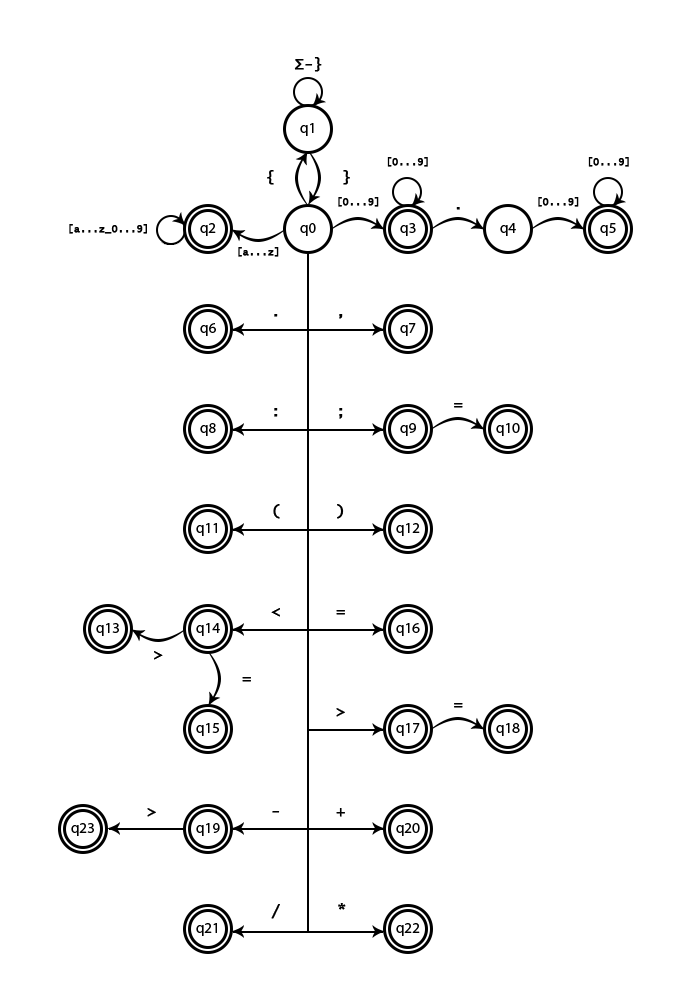 Σ-}
q1
{ }
[0...9] [0...9]
[0...9] . [0...9]
[a...z_0...9] q2 q0 q3 q4 q5
[a...z]
. ,
q6 q7
: ; =
q8 q9 q10
( )
q11 q12
< =
q13 q14 q16
>
=
> =
q15 q17 q18
> - +
q23 q19 q20
/ *
q21 q22